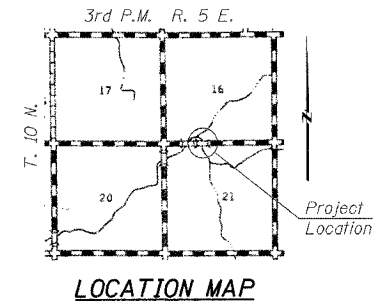 3rd P.M. R. 5 E.
T. 10 N.
17 16
N
20 21
Project
Location
LOCATION MAP